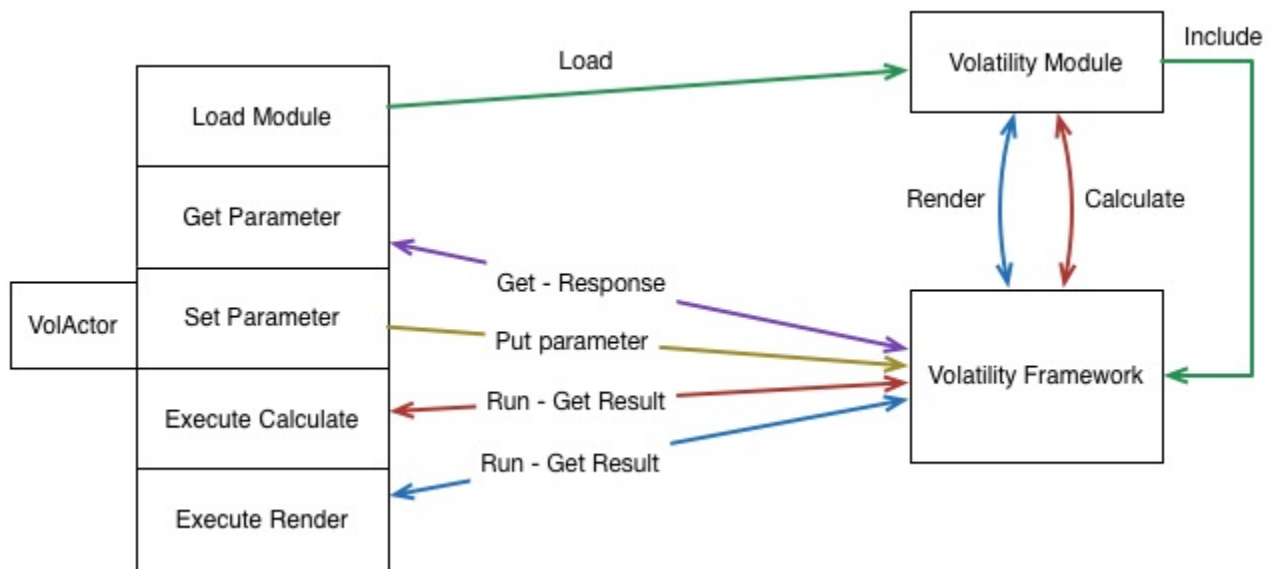 Load
Volatility Module
Include
Load Module
Get Parameter
Render
Calculate
Get - Response
VolActor
Set Parameter
Put parameter
Volatility Framework
Execute Calculate
Run - Get Result
Run - Get Result
Execute Render